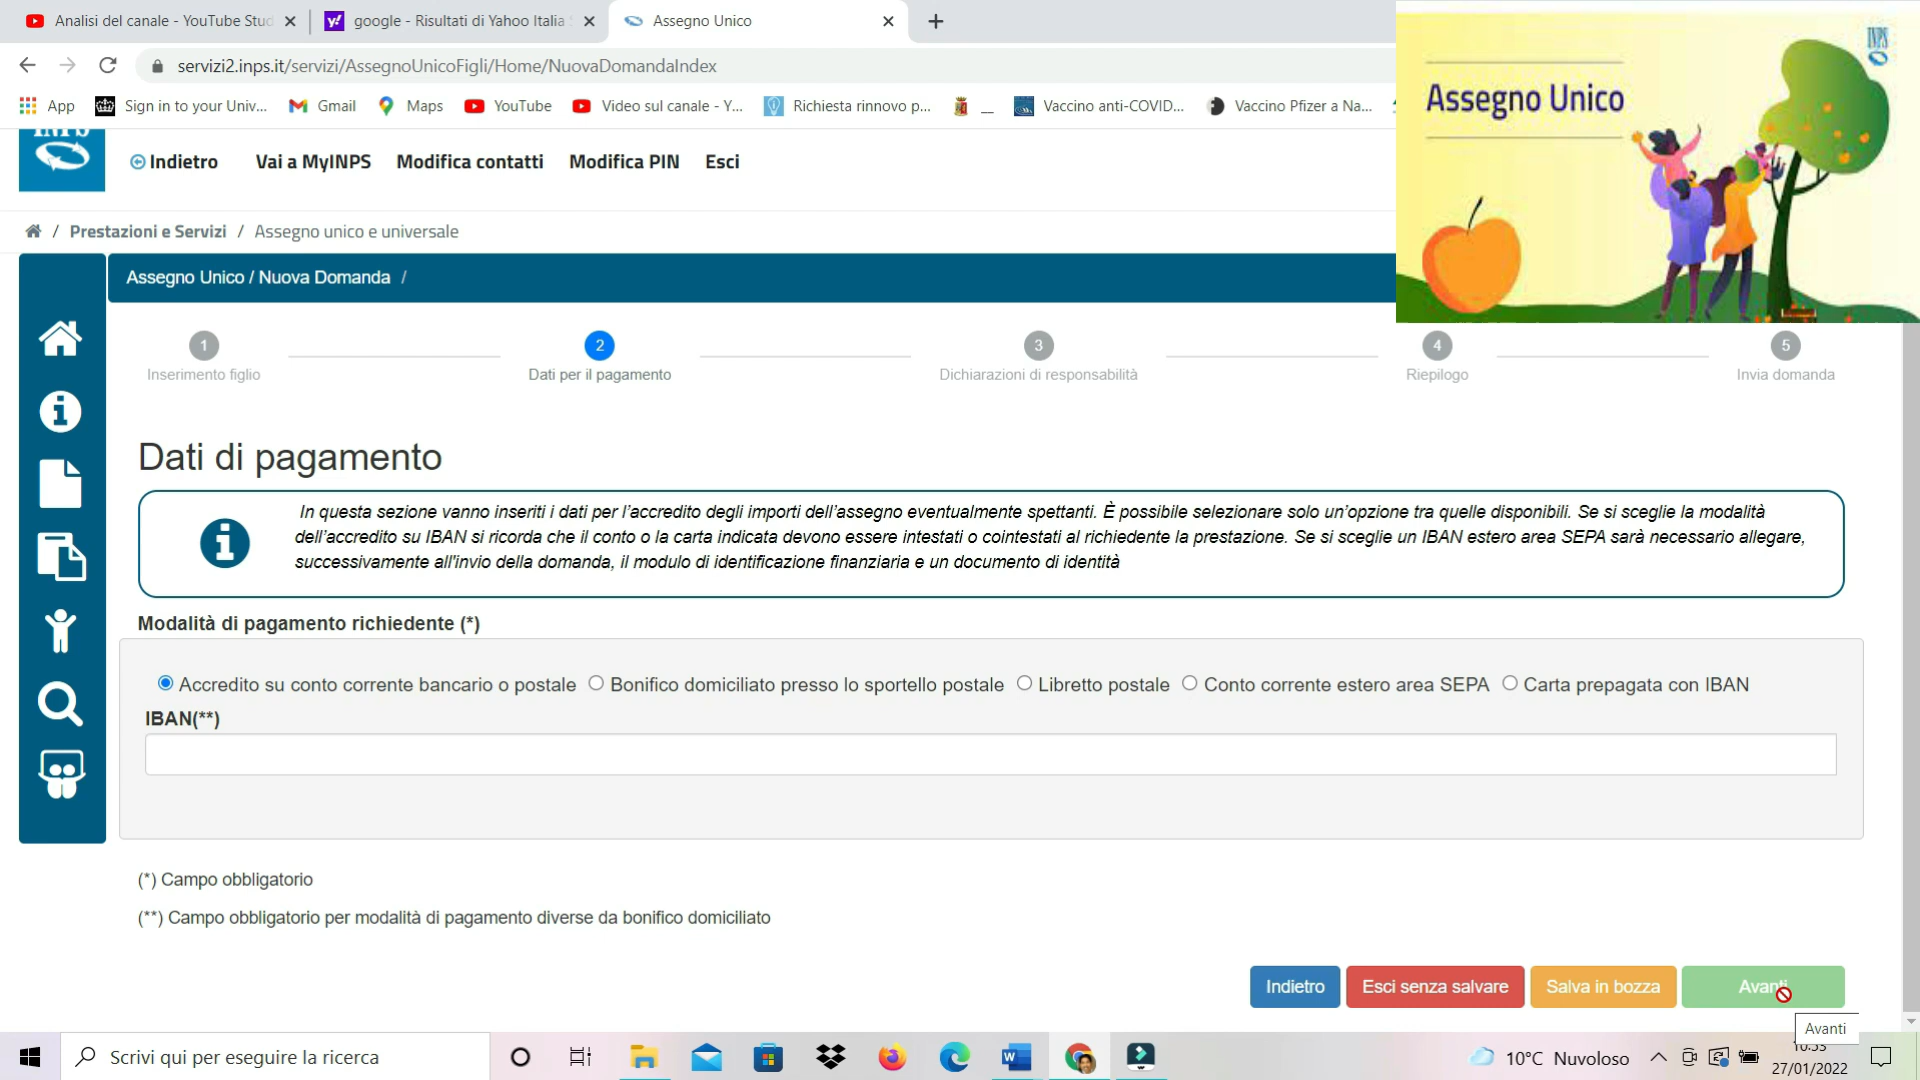 Analisi del canale - YouTube Stud
google - Risultati di Yahoo Italia S
Assegno Unico
servizi2.inps.it/servizi/AssegnoUnicoFigli/Home/NuovaDomandaIndex
App
Sign in to your Univ...
Gmail
Maps
YouTube
Video sul canale - Y...
Richiesta rinnovo p...
Vaccino anti-COVID...
Vaccino Pfizer a Na...
INPS
Assegno Unico
INPS
Indietro
Vai a MyINPS
Modifica contatti
Modifica PIN
Esci
/ Prestazioni e Servizi / Assegno unico e universale
Assegno Unico / Nuova Domanda /
1
2
3
4
5
Inserimento figlio
Dati per il pagamento
Dichiarazioni di responsabilità
Riepilogo
Invia domanda
Dati di pagamento
In questa sezione vanno inseriti i dati per l'accredito degli importi dell'assegno eventualmente spettanti. È possibile selezionare solo un'opzione tra quelle disponibili. Se si sceglie la modalità
dell'accredito su IBAN si ricorda che il conto o la carta indicata devono essere intestati o cointestati al richiedente la prestazione. Se si sceglie un IBAN estero area SEPA sarà necessario allegare,
successivamente all'invio della domanda, il modulo di identificazione finanziaria e un documento di identità
Modalità di pagamento richiedente (*)
Accredito su conto corrente bancario o postale
Bonifico domiciliato presso lo sportello postale
Libretto postale
Conto corrente estero area SEPA
Carta prepagata con IBAN
IBAN(**)
(*) Campo obbligatorio
(**) Campo obbligatorio per modalità di pagamento diverse da bonifico domiciliato
Indietro
Esci senza salvare
Salva in bozza
Avanti
Avanti
Scrivi qui per eseguire la ricerca
10°C Nuvoloso
27/01/2022